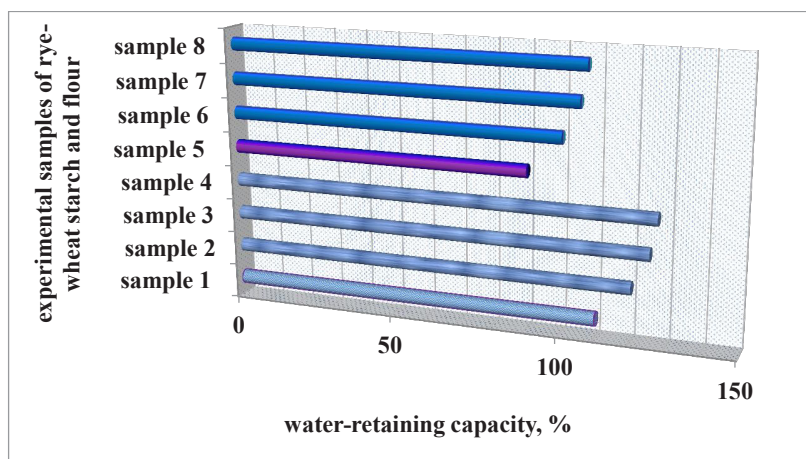 experimental samples of rye-
wheat starch and flour
sample 8
sample 7
sample 6
sample 5
sample 4
sample 3
sample 2
sample 1
0
50
100
150
water-retaining capacity, %